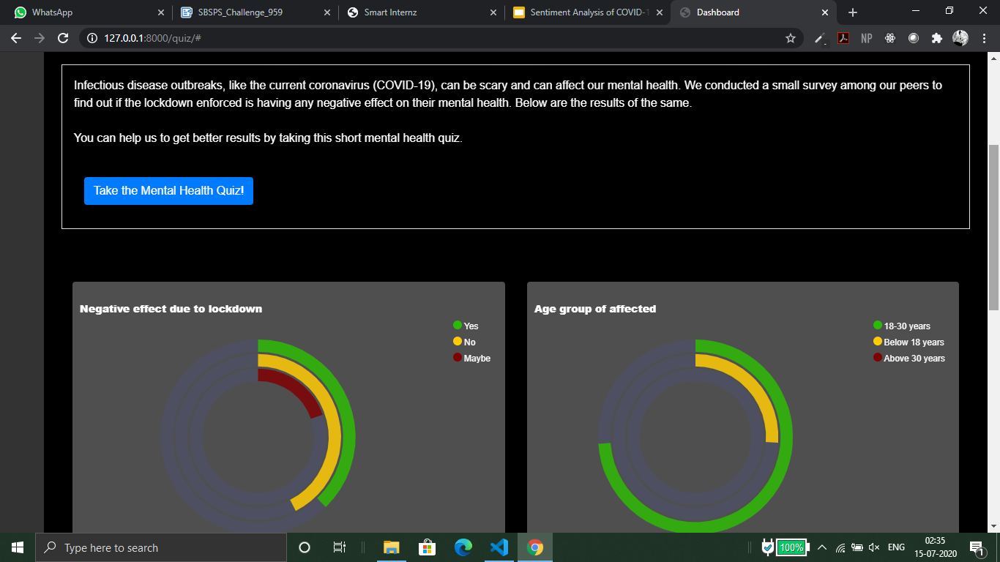 WhatsApp
SBSPS_Challenge_959
Smart Internz
Sentiment Analysis of COVID-1
Dashboard
127.0.0.1:8000/quiz/#
NP
Infectious disease outbreaks, like the current coronavirus (COVID-19), can be scary and can affect our mental health. We conducted a small survey among our peers to
find out if the lockdown enforced is having any negative effect on their mental health. Below are the results of the same.
You can help us to get better results by taking this short mental health quiz.
Take the Mental Health Quiz!
Negative effect due to lockdown
Yes
No
Maybe
Age group of affected
18-30 years
Below 18 years
Above 30 years
Type here to search
100%
ENG
02:35
15-07-2020
1